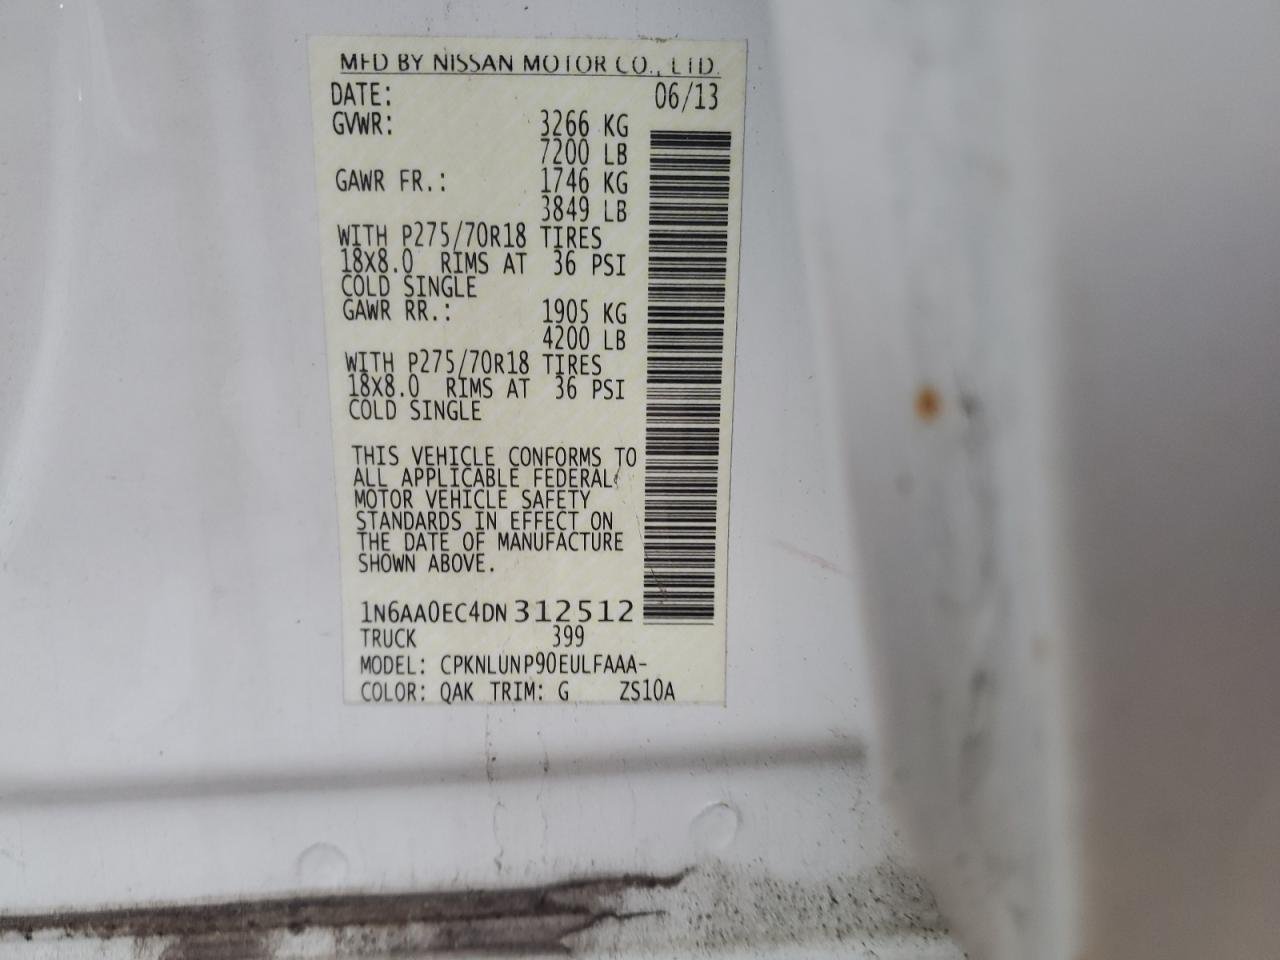 MFD BY NISSAN MOTOR CO., LTD.
DATE: 06/13
GVWR: 3266 KG
7200 LB
GAWR FR.: 1746 KG
3849 LB
WITH P275/70R18 TIRES
18X8.0 RIMS AT 36 PSI
COLD SINGLE
GAWR RR.: 1905 KG
4200 LB
WITH P275/70R18 TIRES
18X8.0 RIMS AT 36 PSI
COLD SINGLE
THIS VEHICLE CONFORMS TO
ALL APPLICABLE FEDERAL
MOTOR VEHICLE SAFETY
STANDARDS IN EFFECT ON
THE DATE OF MANUFACTURE
SHOWN ABOVE.
1N6AA0EC4DN312512
TRUCK 399
MODEL: CPKNLUNP90EULFAAA-
COLOR: QAK TRIM: G ZS10A